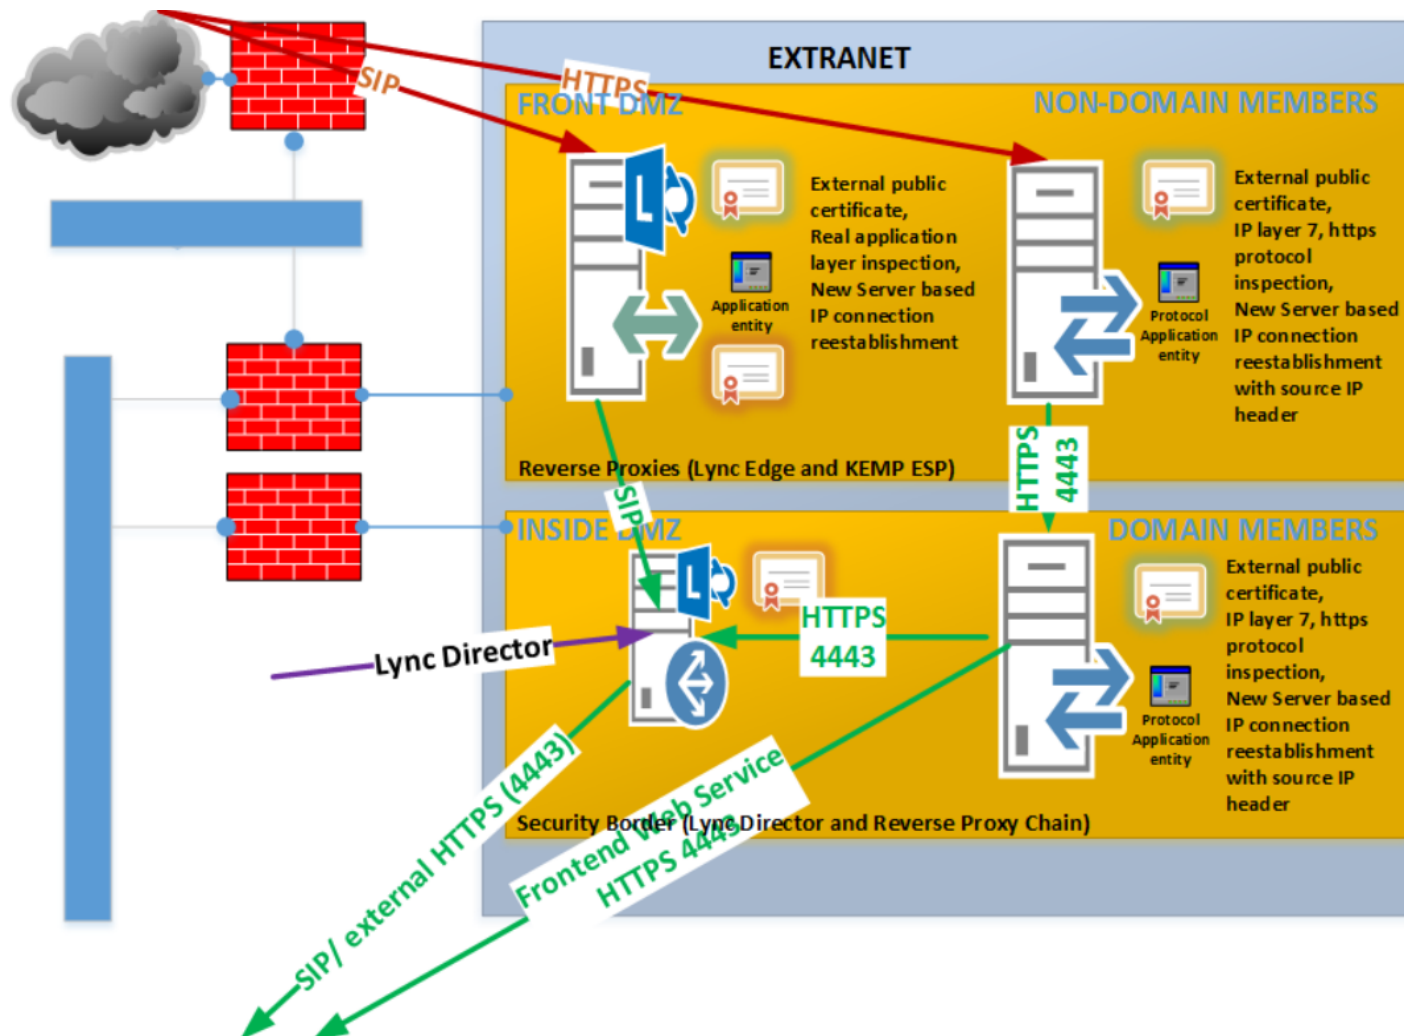 EXTRANET
SIP
HTTPS
FRONT DMZ
NON-DOMAIN MEMBERS
L
External public
certificate,
Real application
layer inspection,
New Server based
IP connection
reestablishment
Application
entity
External public
certificate,
IP layer 7, https
protocol
inspection,
New Server based
IP connection
reestablishment
with source IP
header
Protocol
Application
entity
HTTPS
4443
Reverse Proxies (Lync Edge and KEMP ESP)
SIP
INSIDE DMZ
DOMAIN MEMBERS
L
HTTPS
4443
Lync Director
External public
certificate,
IP layer 7, https
protocol
inspection,
New Server based
IP connection
reestablishment
with source IP
header
Protocol
Application
entity
SIP/ external HTTPS (4443)
Frontend Web Service
HTTPS 4443
Security Border (Lync Director and Reverse Proxy Chain)